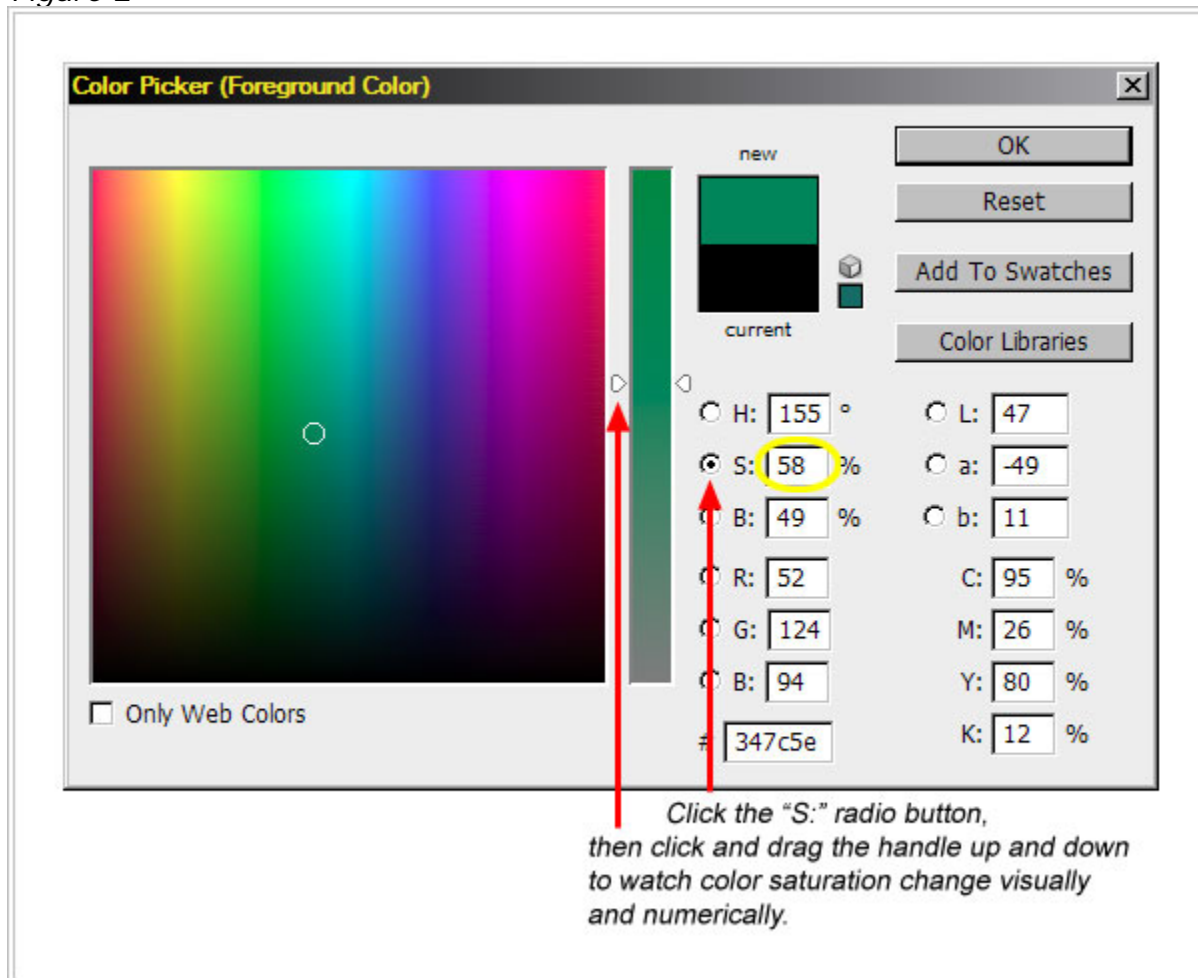 Color Picker (Foreground Color)
new
OK
Reset
Add To Swatches
current
Color Libraries
H: 155 °
L: 47
S: 58 %
a: -49
B: 49 %
b: 11
R: 52
C: 95 %
G: 124
M: 26 %
B: 94
Y: 80 %
Only Web Colors
# 347c5e
K: 12 %
Click the “S:” radio button,
then click and drag the handle up and down
to watch color saturation change visually
and numerically.